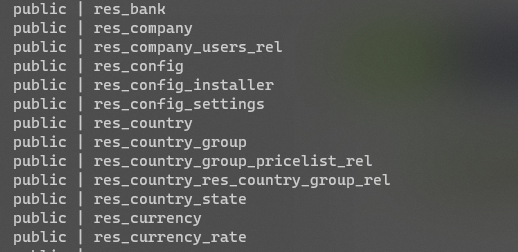 public | res_bank
public | res_company
public | res_company_users_rel
public | res_config
public | res_config_installer
public | res_config_settings
public | res_country
public | res_country_group
public | res_country_group_pricelist_rel
public | res_country_res_country_group_rel
public | res_country_state
public | res_currency
public | res_currency_rate